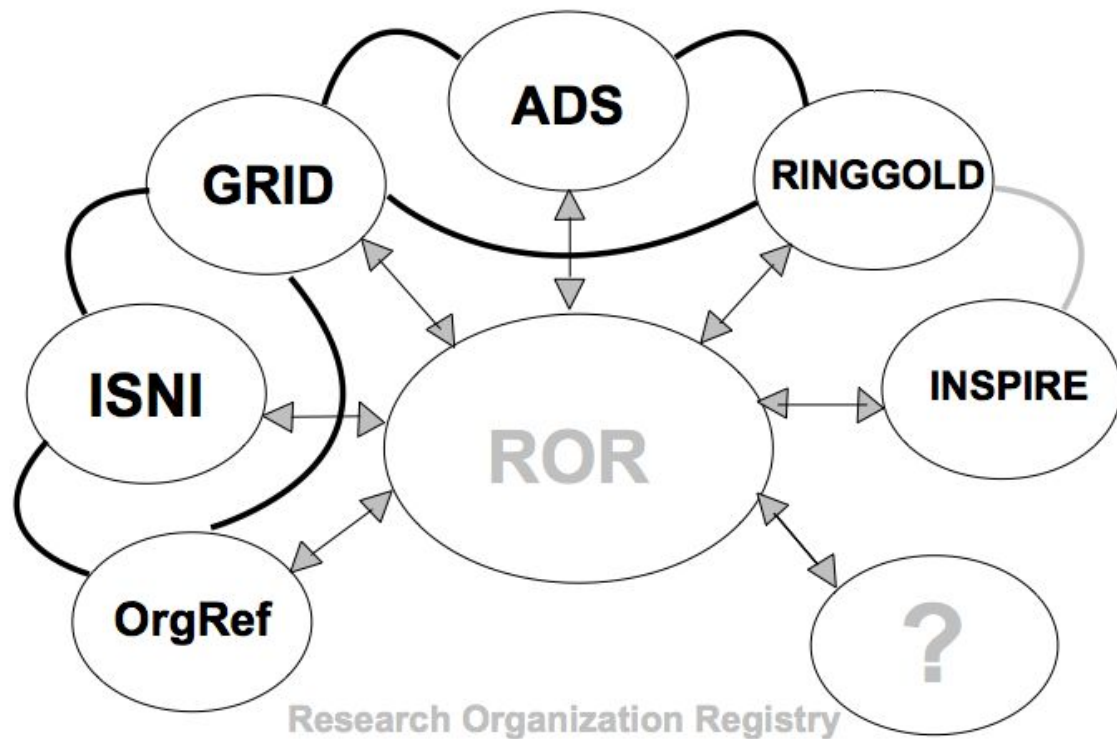 ADS
GRID
RINGGOLD
ISNI
INSPIRE
ROR
OrgRef
?
Research Organization Registry